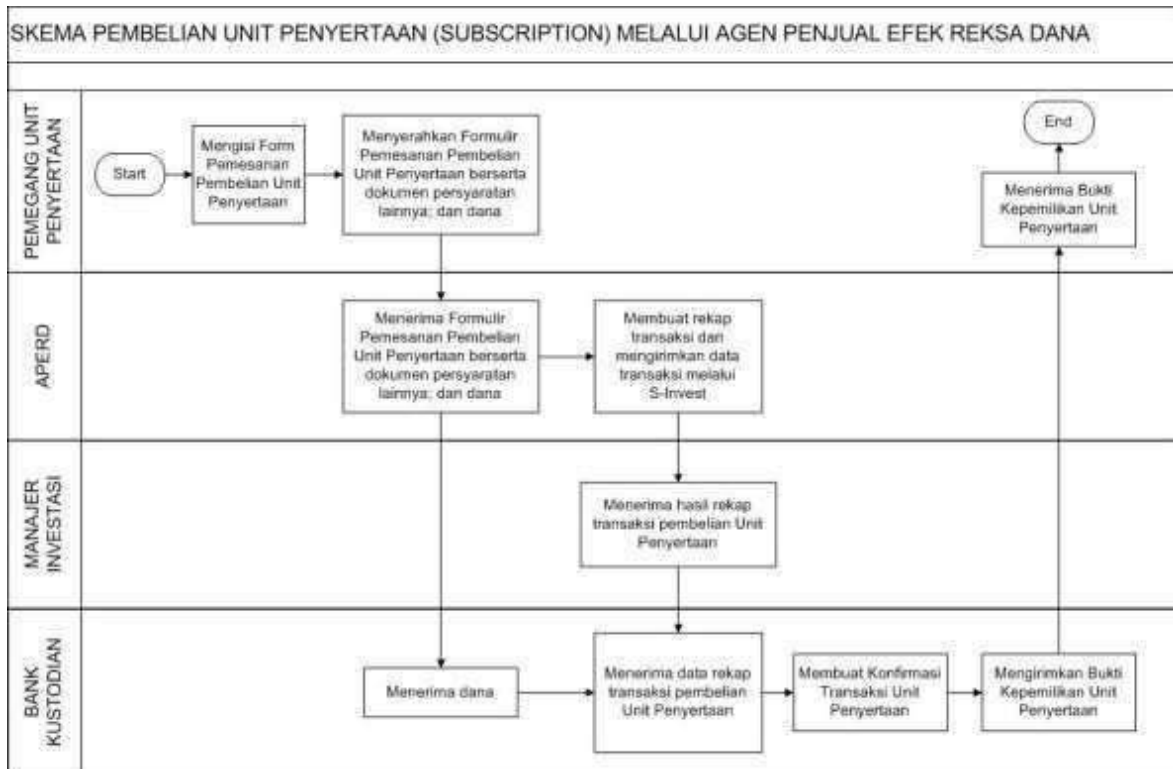 SKEMA PEMBELIAN UNIT PENYERTAAN (SUBSCRIPTION) MELALUI AGEN PENJUAL EFEK REKSA DANA
PEMEGANG UNIT
PENYERTAAN
Start
Mengisi Form
Pemesanan
Pembelian Unit
Penyertaan
Menyerahkan Formulir
Pemesanan Pembelian
Unit Penyertaan berserta
dokumen persyaratan
lainnya; dan dana
End
Menerima Bukti
Kepemilikan Unit
Penyertaan
APERD
Menerima Formulir
Pemesanan Pembelian
Unit Penyertaan berserta
dokumen persyaratan
lainnya; dan dana
Membuat rekap
transaksi dan
mengirimkan data
transaksi melalui
S-Invest
MANAJER
INVESTASI
Menerima hasil rekap
transaksi pembelian Unit
Penyertaan
BANK
KUSTODIAN
Menerima dana
Menerima data rekap
transaksi pembelian
Unit Penyertaan
Membuat Konfirmasi
Transaksi Unit
Penyertaan
Mengirimkan Bukti
Kepemilikan Unit
Penyertaan